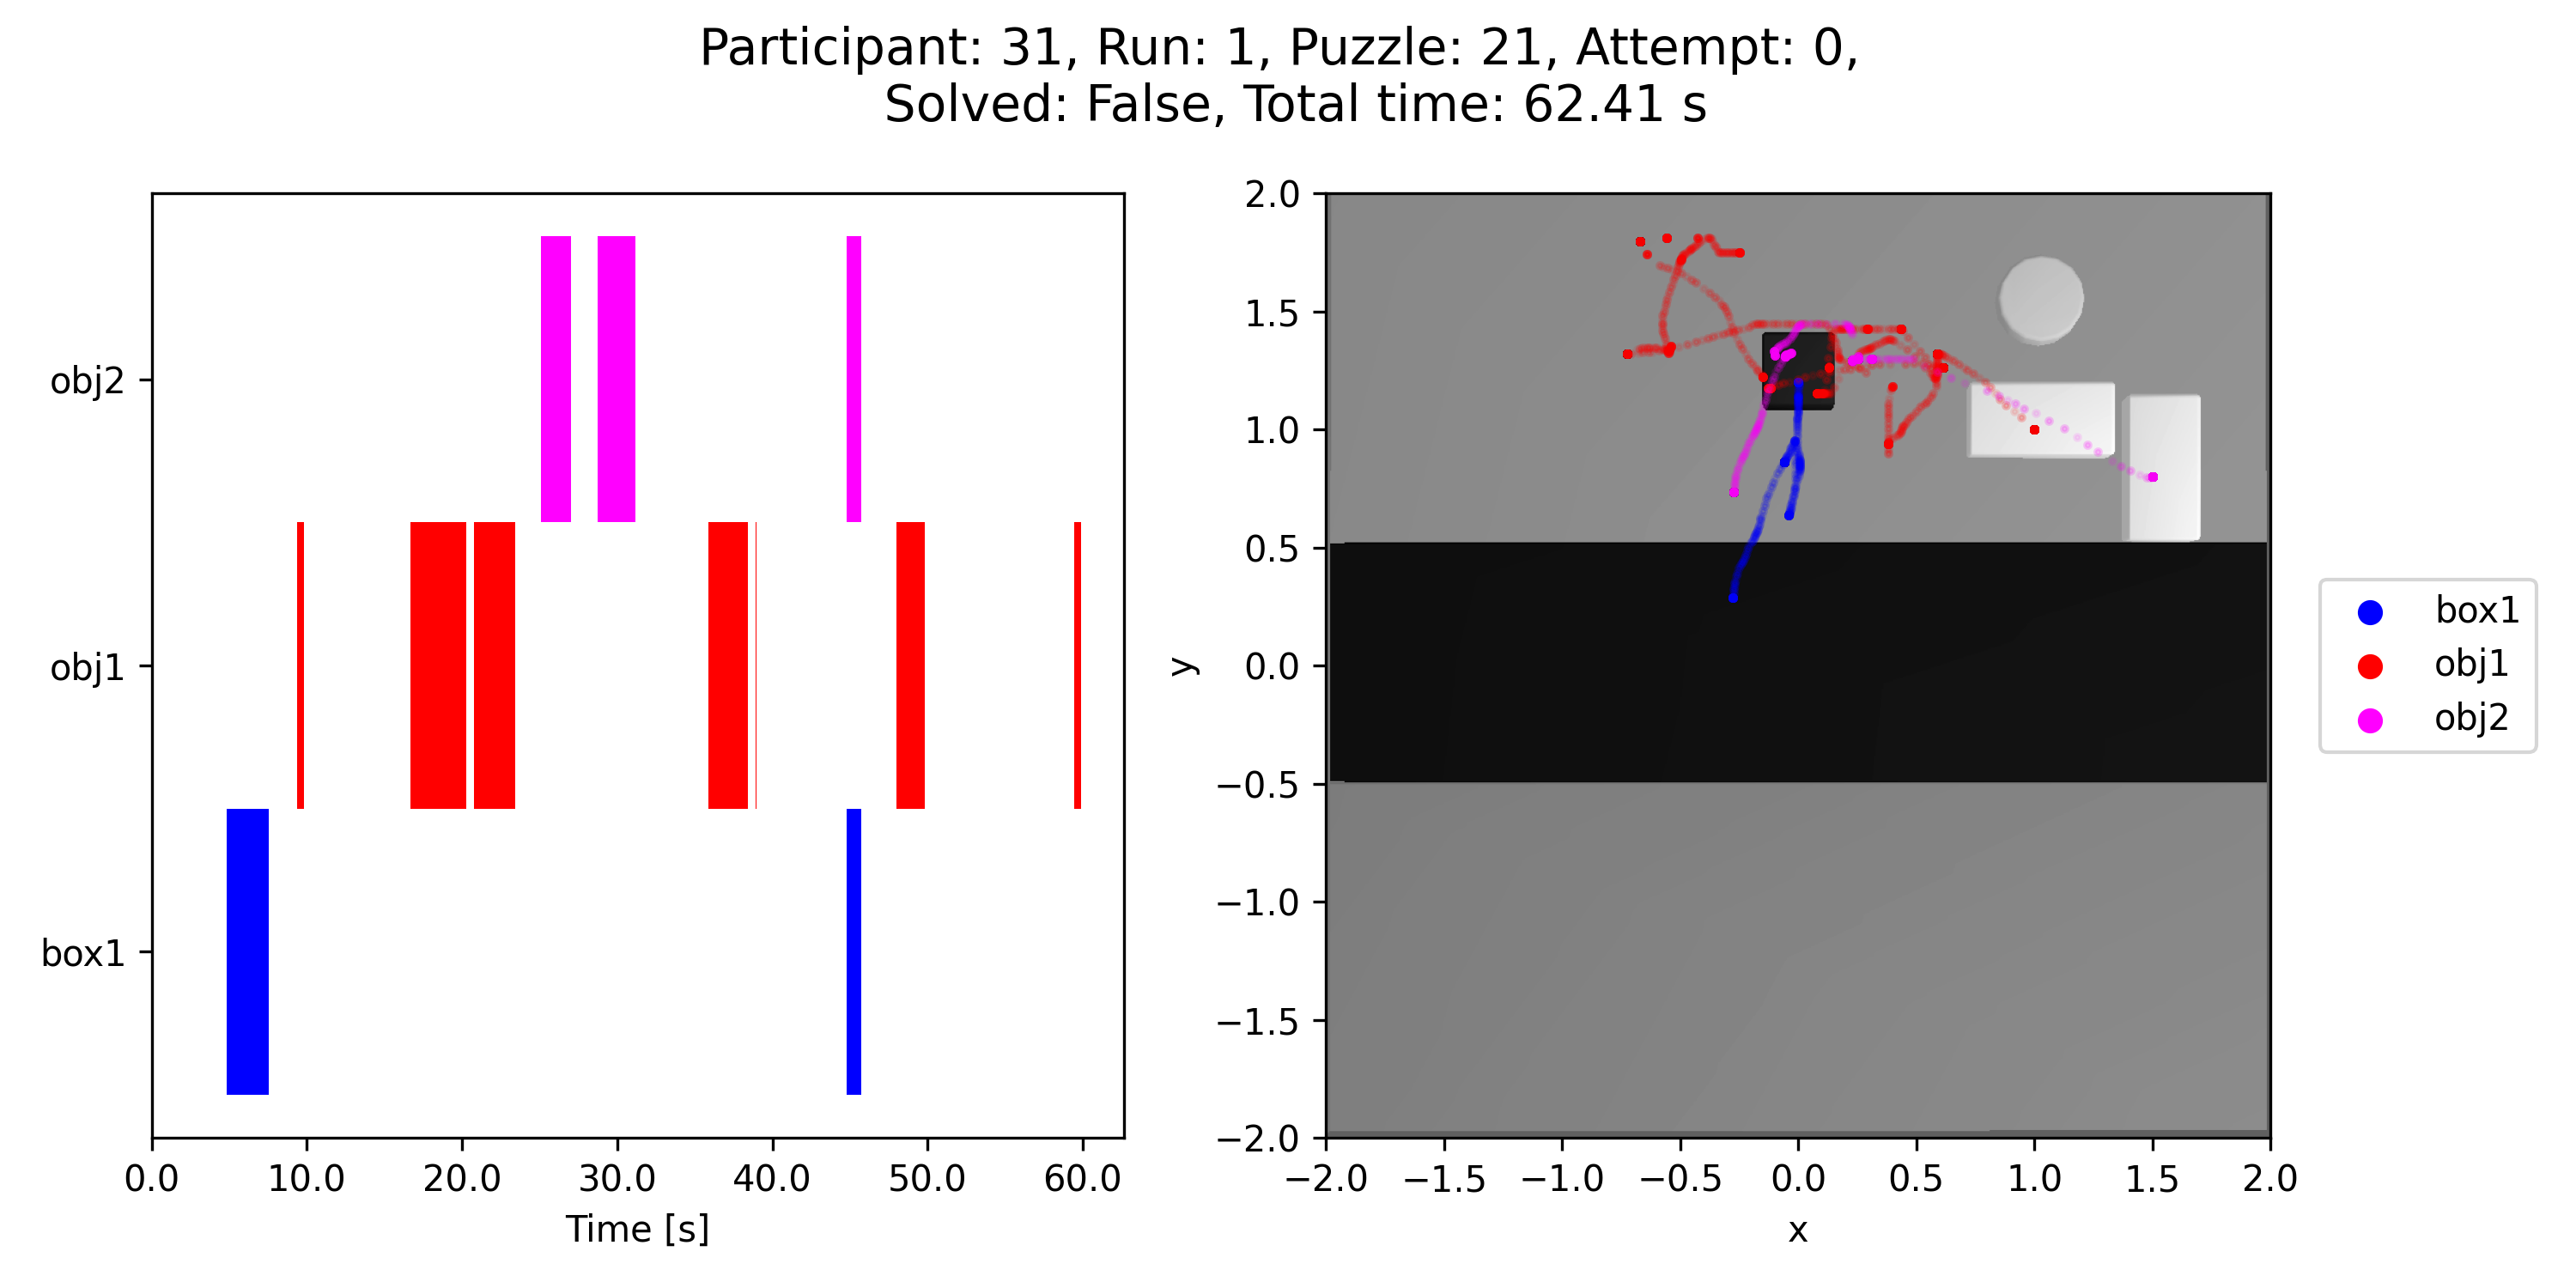 Participant: 31, Run: 1, Puzzle: 21, Attempt: 0,
Solved: False, Total time: 62.41 s
obj2
obj1
box1
0.0 10.0 20.0 30.0 40.0 50.0 60.0
Time [s]
2.0
1.5
1.0
0.5
0.0
−0.5
−1.0
−1.5
−2.0
y
−2.0 −1.5 −1.0 −0.5 0.0 0.5 1.0 1.5 2.0
x
box1
obj1
obj2